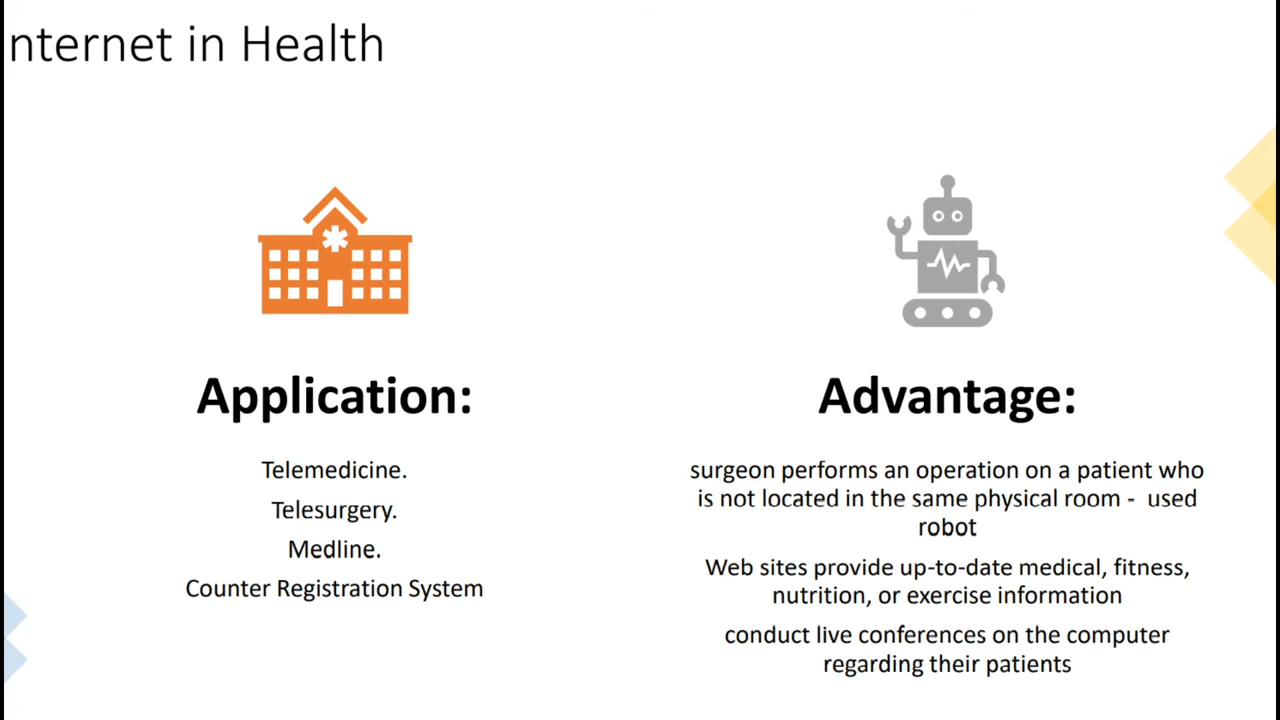 nternet in Health
Application:
Telemedicine.
Telesurgery.
Medline.
Counter Registration System
Advantage:
surgeon performs an operation on a patient who
is not located in the same physical room - used
robot
Web sites provide up-to-date medical, fitness,
nutrition, or exercise information
conduct live conferences on the computer
regarding their patients